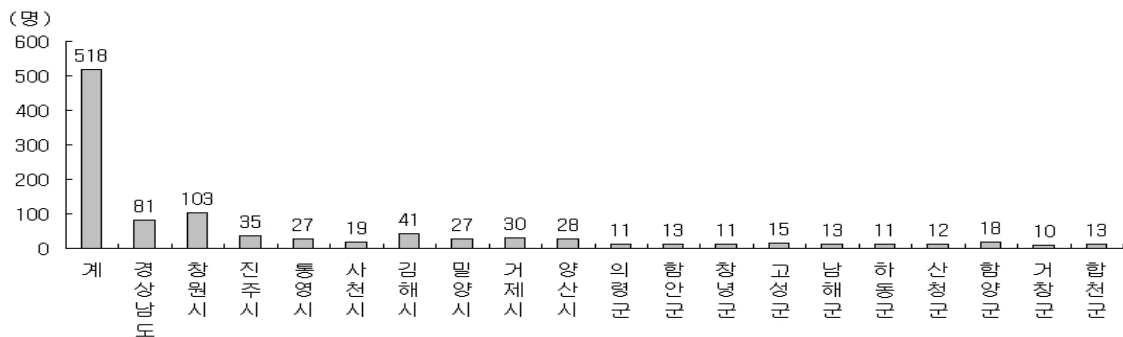 (명)
600
518
500
400
300
200
103
100
81
35
27
19
41
27
30
28
11
13
11
15
13
11
12
18
10
13
0
계
경상남도
창원시
진주시
통영시
사천시
김해시
밀양시
거제시
양산시
의령군
함안군
창녕군
고성군
남해군
하동군
산청군
함양군
거창군
합천군